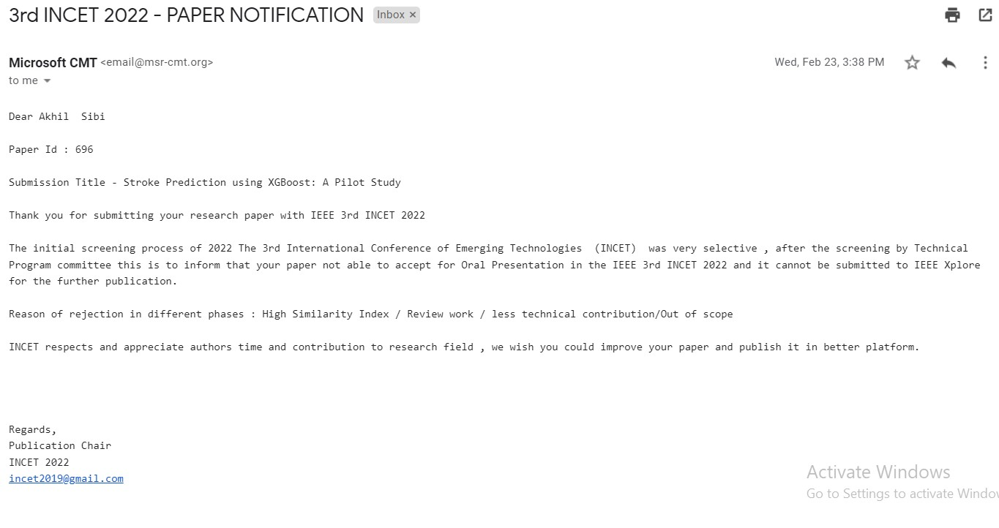 3rd INCET 2022 - PAPER NOTIFICATION Inbox ×
Microsoft CMT <email@msr-cmt.org> Wed, Feb 23, 3:38 PM
to me
Dear Akhil  Sibi
Paper Id : 696
Submission Title - Stroke Prediction using XGBoost: A Pilot Study
Thank you for submitting your research paper with IEEE 3rd INCET 2022
The initial screening process of 2022 The 3rd International Conference of Emerging Technologies  (INCET)  was very selective , after the screening by Technical
Program committee this is to inform that your paper not able to accept for Oral Presentation in the IEEE 3rd INCET 2022 and it cannot be submitted to IEEE Xplore
for the further publication.
Reason of rejection in different phases : High Similarity Index / Review work / less technical contribution/Out of scope
INCET respects and appreciate authors time and contribution to research field , we wish you could improve your paper and publish it in better platform.
Regards,
Publication Chair
INCET 2022
incet2019@gmail.com
Activate Windows
Go to Settings to activate Window